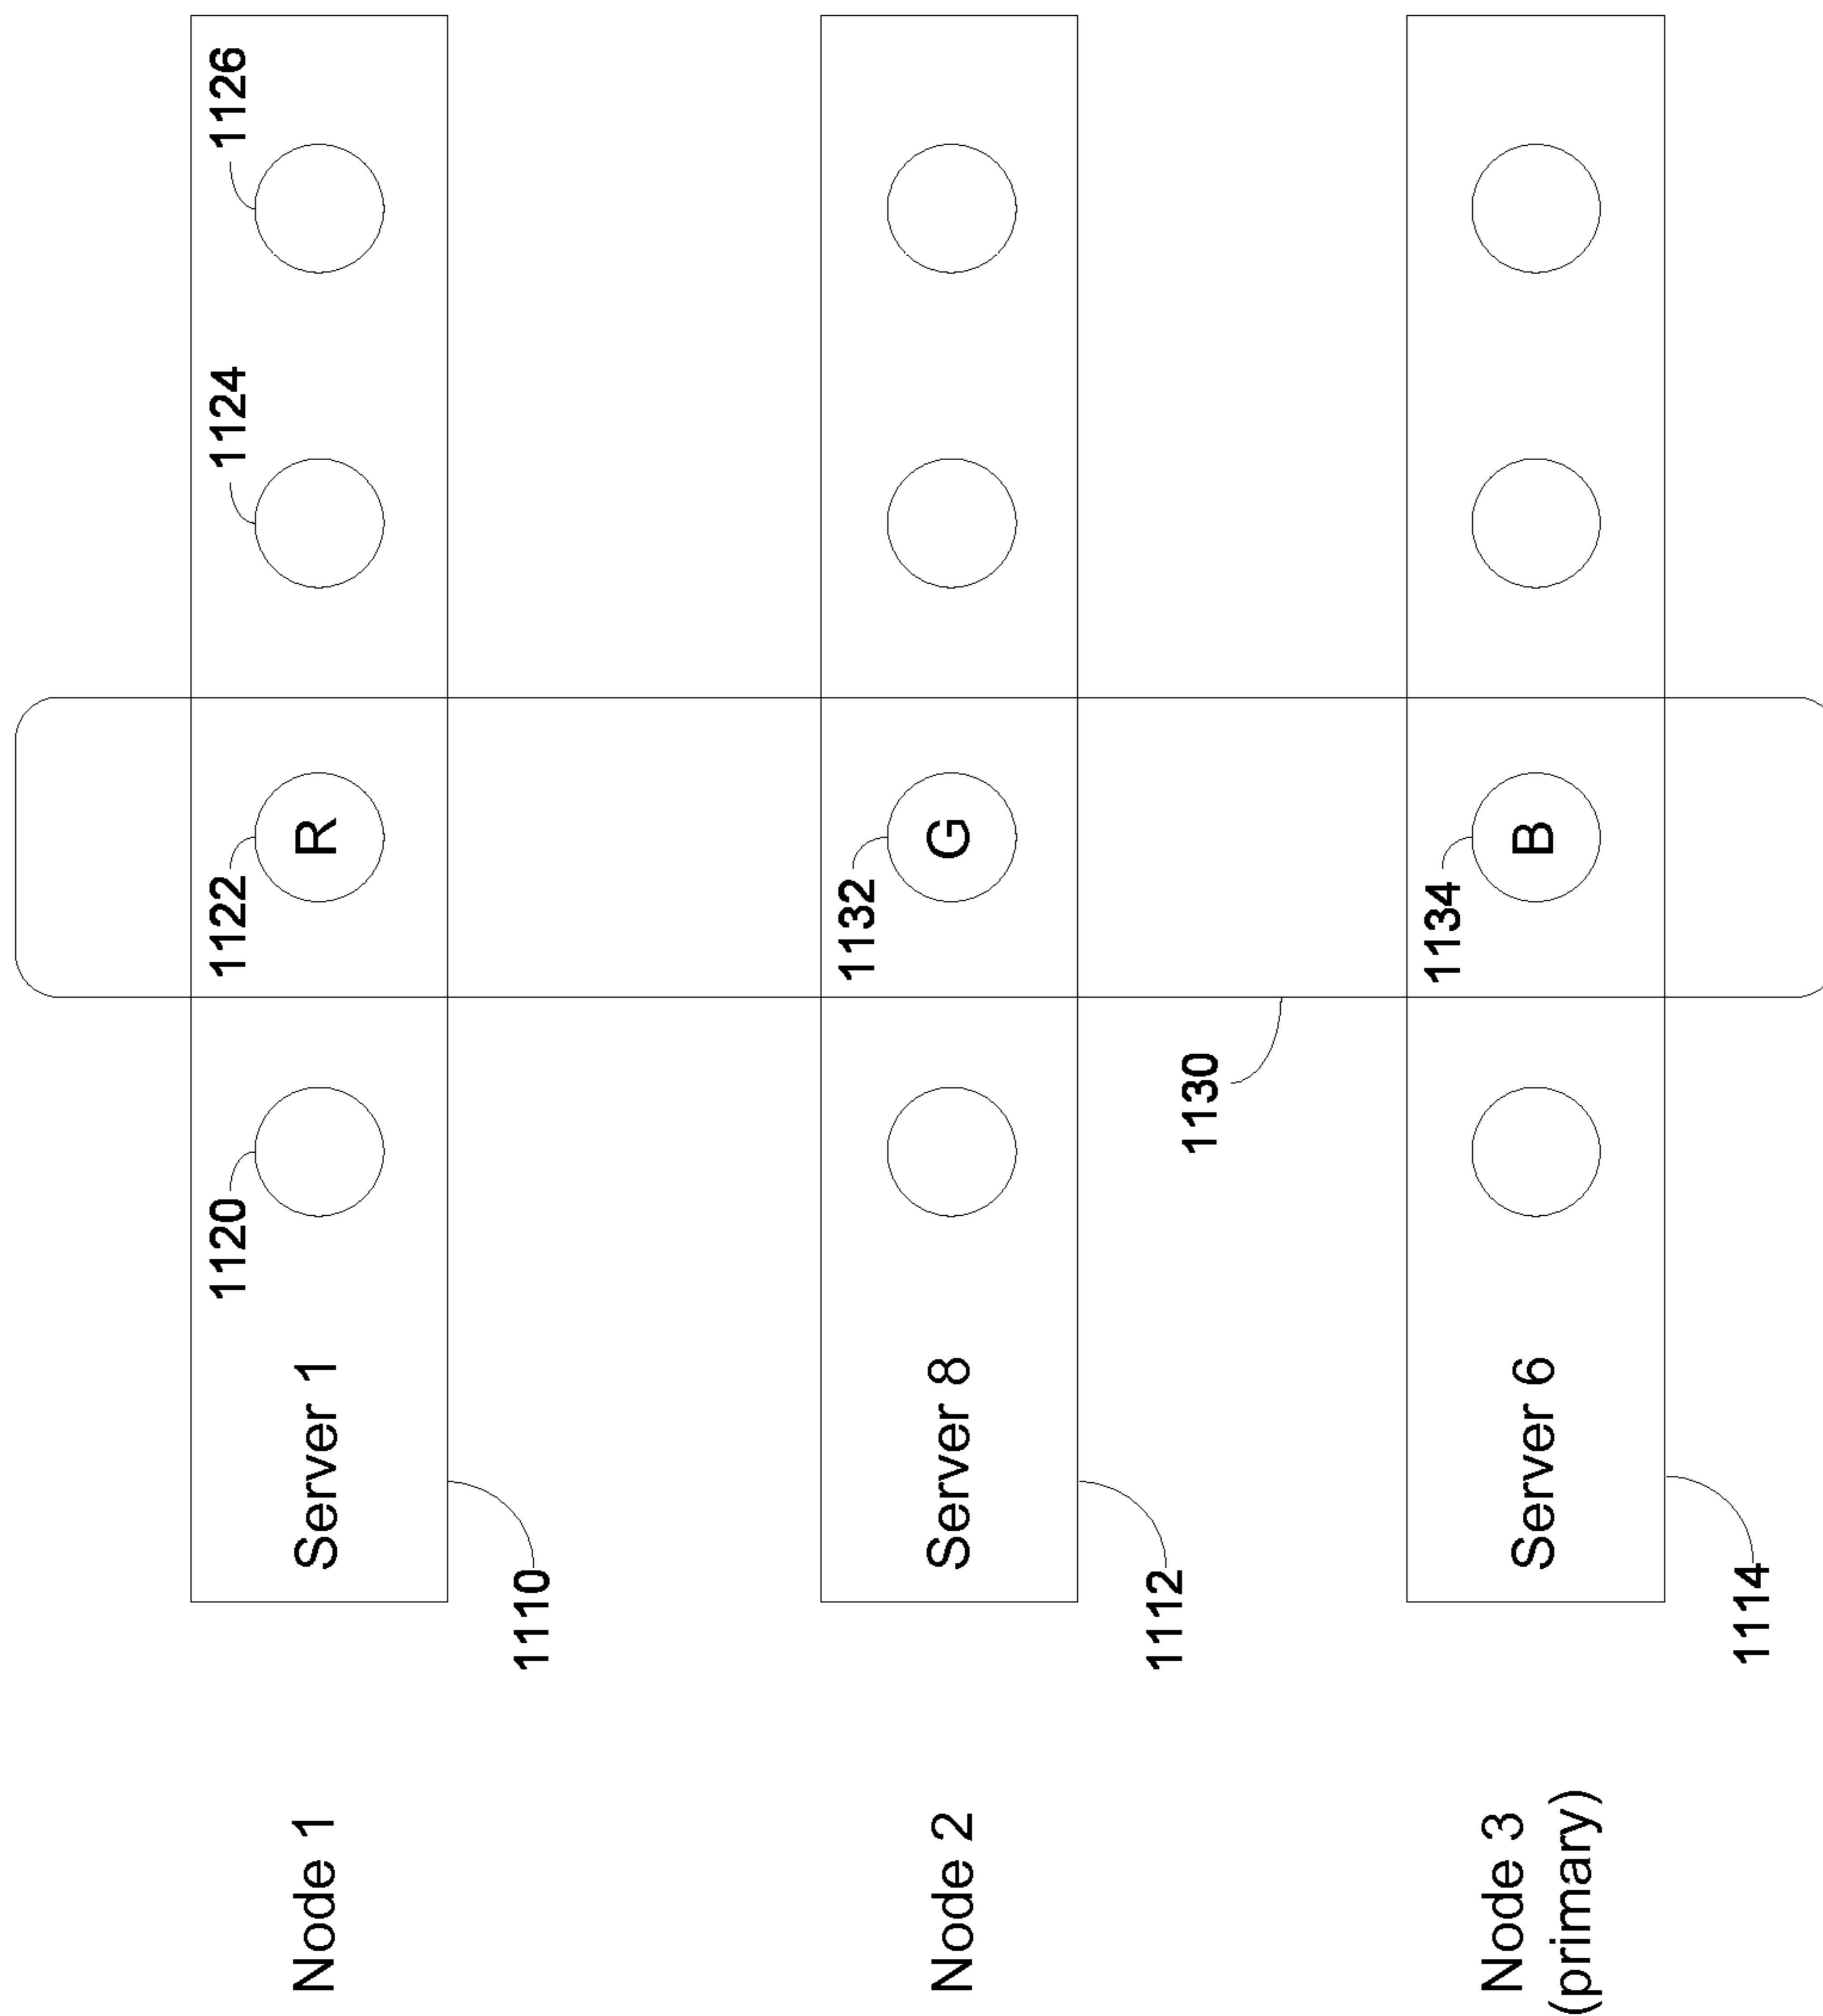 Node 1
Server 1
1110
1120
1122
R
1124
1126
Node 2
Server 8
1112
1132
G
1130
Node 3
(primary)
Server 6
1114
1134
B